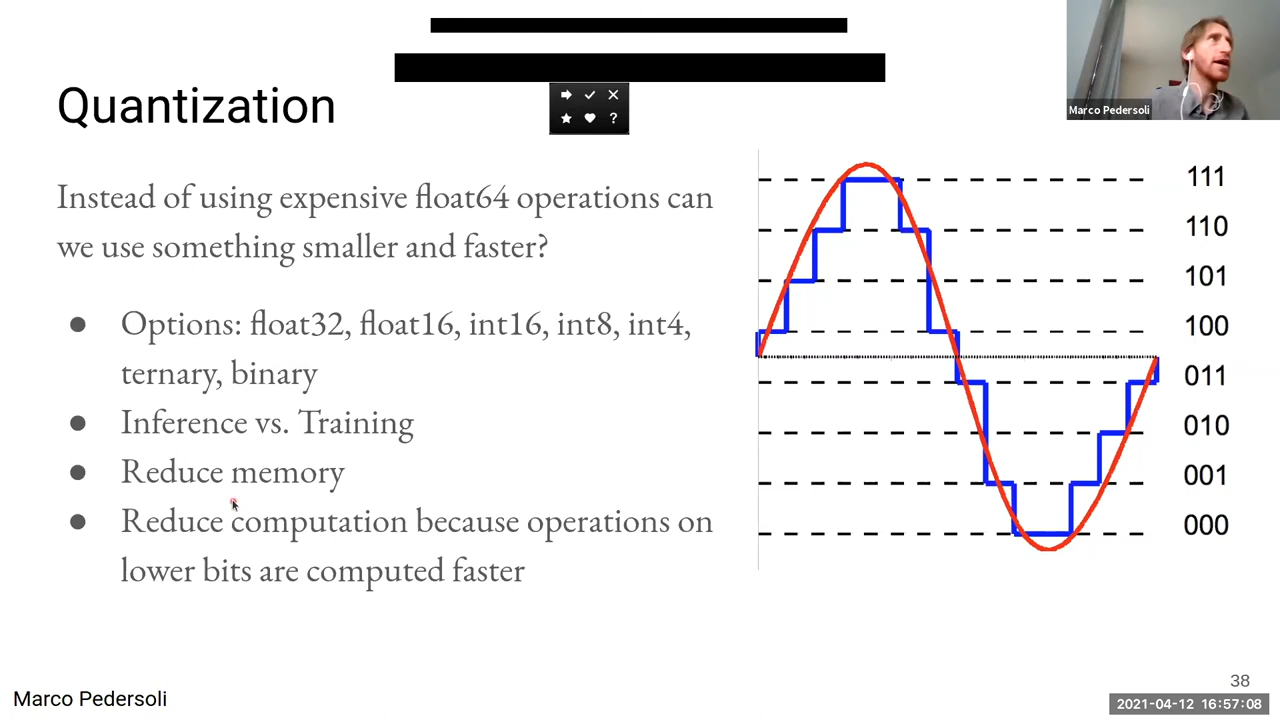 Quantization
Marco Pedersoli
Instead of using expensive float64 operations can
we use something smaller and faster?
● Options: float32, float16, int16, int8, int4,
ternary, binary
● Inference vs. Training
● Reduce memory
● Reduce computation because operations on
lower bits are computed faster
111
110
101
100
011
010
001
000
38
Marco Pedersoli
2021-04-12 16:57:08